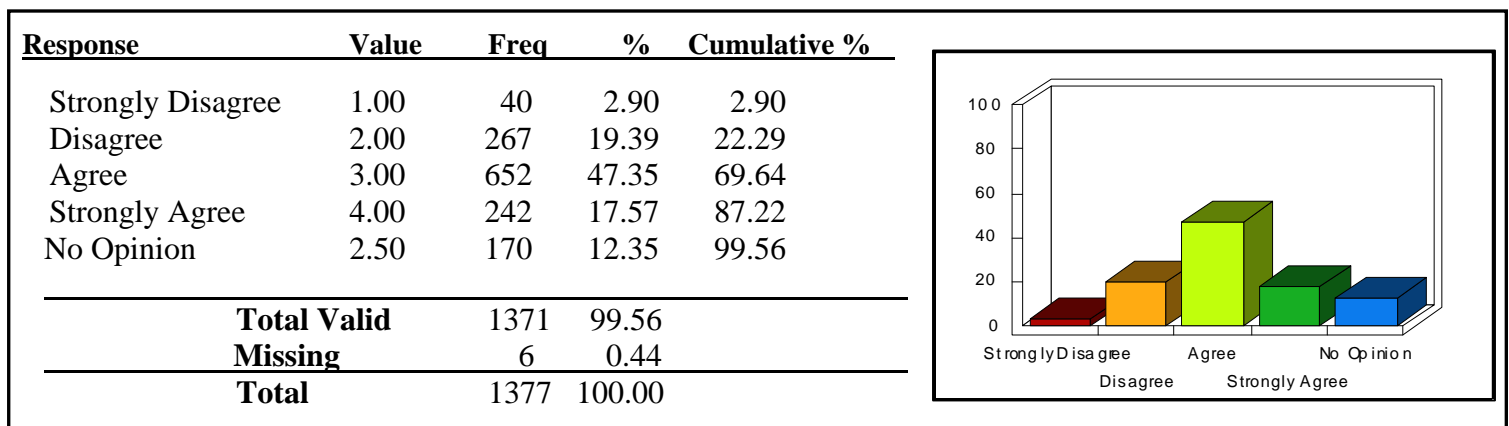 Response Value Freq % Cumulative %
Strongly Disagree 1.00 40 2.90 2.90
Disagree 2.00 267 19.39 22.29
Agree 3.00 652 47.35 69.64
Strongly Agree 4.00 242 17.57 87.22
No Opinion 2.50 170 12.35 99.56
Total Valid 1371 99.56
Missing 6 0.44
Total 1377 100.00
100
80
60
40
20
0
Strongly Disagree Agree No Opinion
Disagree Strongly Agree